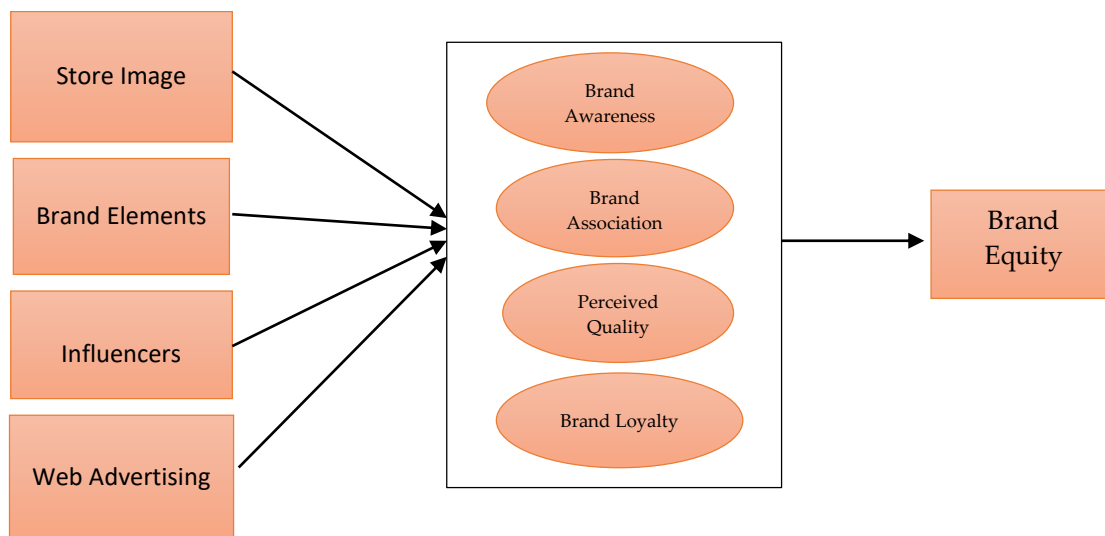 Store Image
Brand Elements
Influencers
Web Advertising
Brand
Awareness
Brand
Association
Perceived
Quality
Brand Loyalty
Brand
Equity